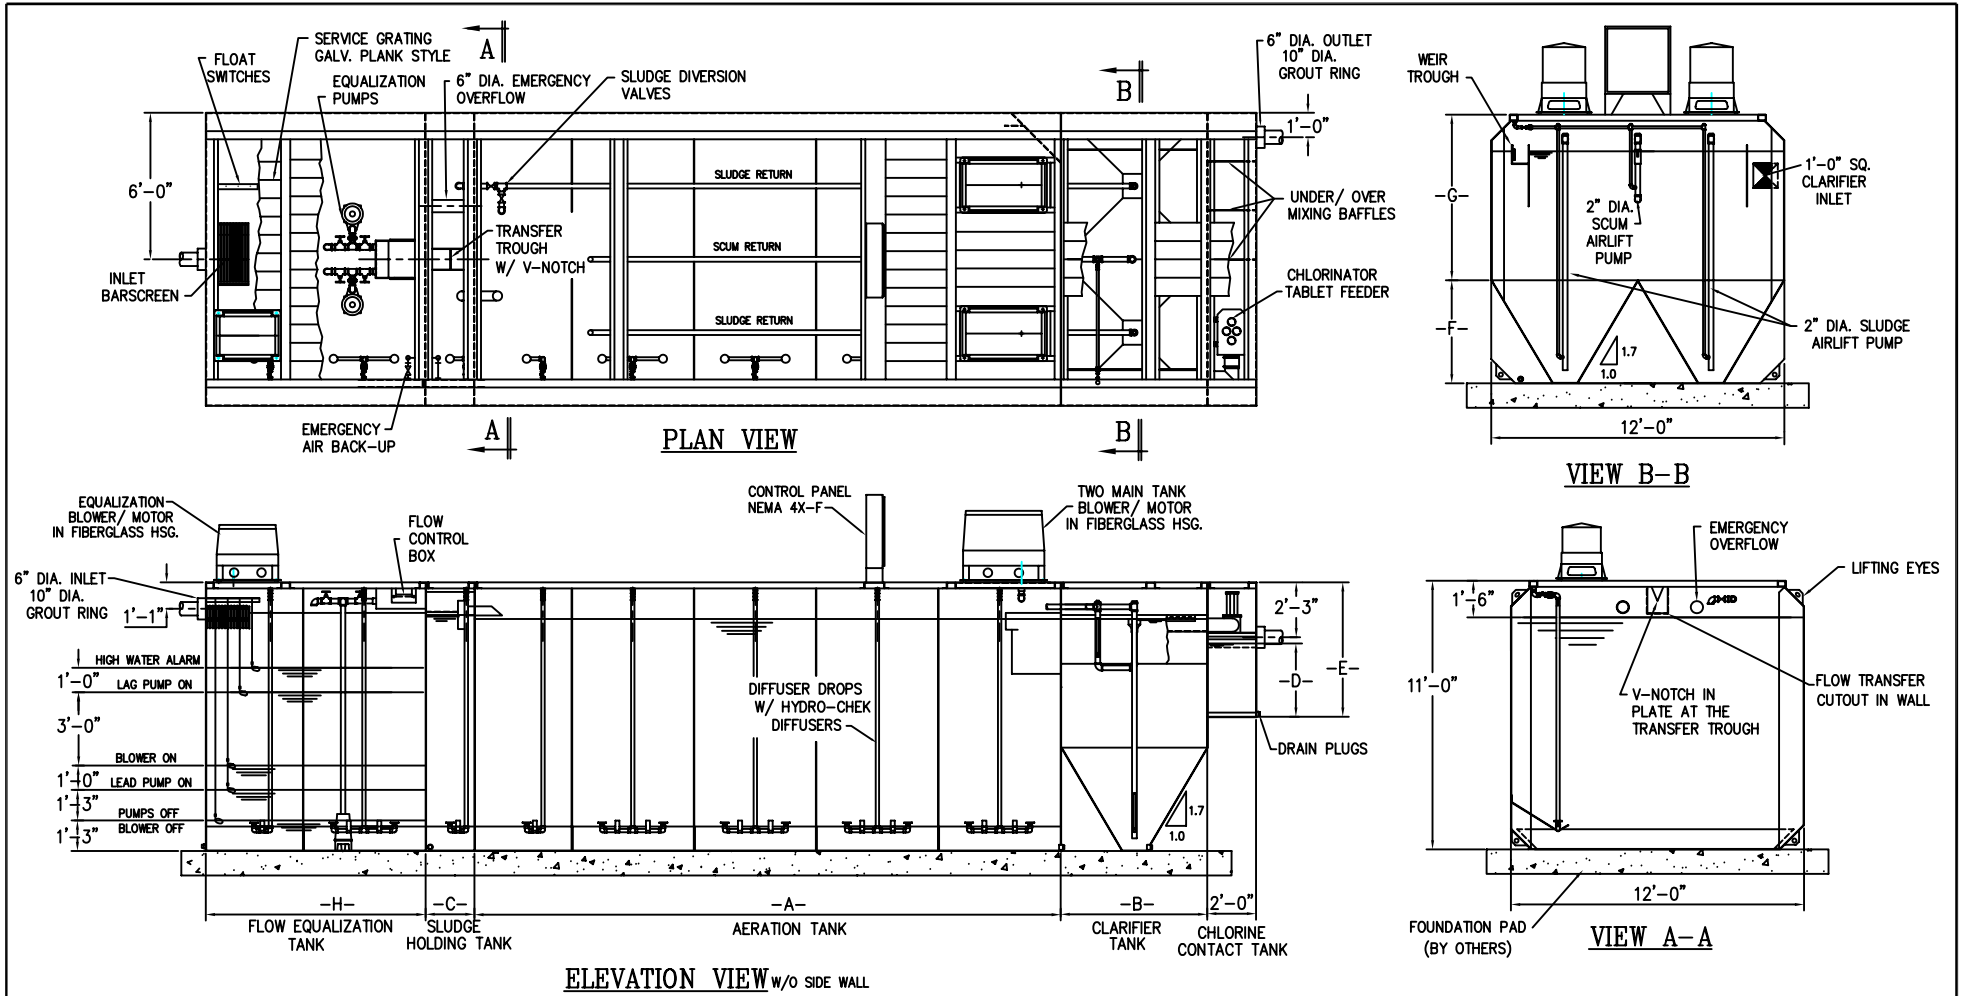 SERVICE GRATING
GALV. PLANK STYLE
FLOAT
SWITCHES
EQUALIZATION
PUMPS
A
6" DIA. EMERGENCY
OVERFLOW
SLUDGE DIVERSION
VALVES
B
6" DIA. OUTLET
10" DIA.
GROUT RING
1'-0"
6'-0"
SLUDGE RETURN
TRANSFER
TROUGH
W/ V-NOTCH
SCUM RETURN
UNDER/ OVER
MIXING BAFFLES
INLET
BARSCREEN
CHLORINATOR
TABLET FEEDER
SLUDGE RETURN
EMERGENCY
AIR BACK-UP
A
PLAN VIEW
B
WEIR
TROUGH
-G-
1'-0" SQ.
CLARIFIER
INLET
2" DIA.
SCUM
AIRLIFT
PUMP
-F-
1.7
1.0
2" DIA. SLUDGE
AIRLIFT PUMP
12'-0"
VIEW B-B
EQUALIZATION
BLOWER/ MOTOR
IN FIBERGLASS HSG.
FLOW
CONTROL
BOX
CONTROL PANEL
NEMA 4X-F
TWO MAIN TANK
BLOWER/ MOTOR
IN FIBERGLASS HSG.
6" DIA. INLET
10" DIA.
GROUT RING
1'-1"
HIGH WATER ALARM
1'-0"
LAG PUMP ON
3'-0"
BLOWER ON
1'-0"
LEAD PUMP ON
1'-3"
PUMPS OFF
BLOWER OFF
1'-3"
DIFFUSER DROPS
W/ HYDRO-CHEK
DIFFUSERS
2'-3"
-E-
-D-
DRAIN PLUGS
1.7
1.0
-H-
FLOW EQUALIZATION
TANK
-C-
SLUDGE
HOLDING TANK
-A-
AERATION TANK
-B-
CLARIFIER
TANK
2'-0"
CHLORINE
CONTACT TANK
ELEVATION VIEW W/O SIDE WALL
EMERGENCY
OVERFLOW
LIFTING EYES
1'-6"
11'-0"
V-NOTCH IN
PLATE AT THE
TRANSFER TROUGH
FLOW TRANSFER
CUTOUT IN WALL
12'-0"
FOUNDATION PAD
(BY OTHERS)
VIEW A-A